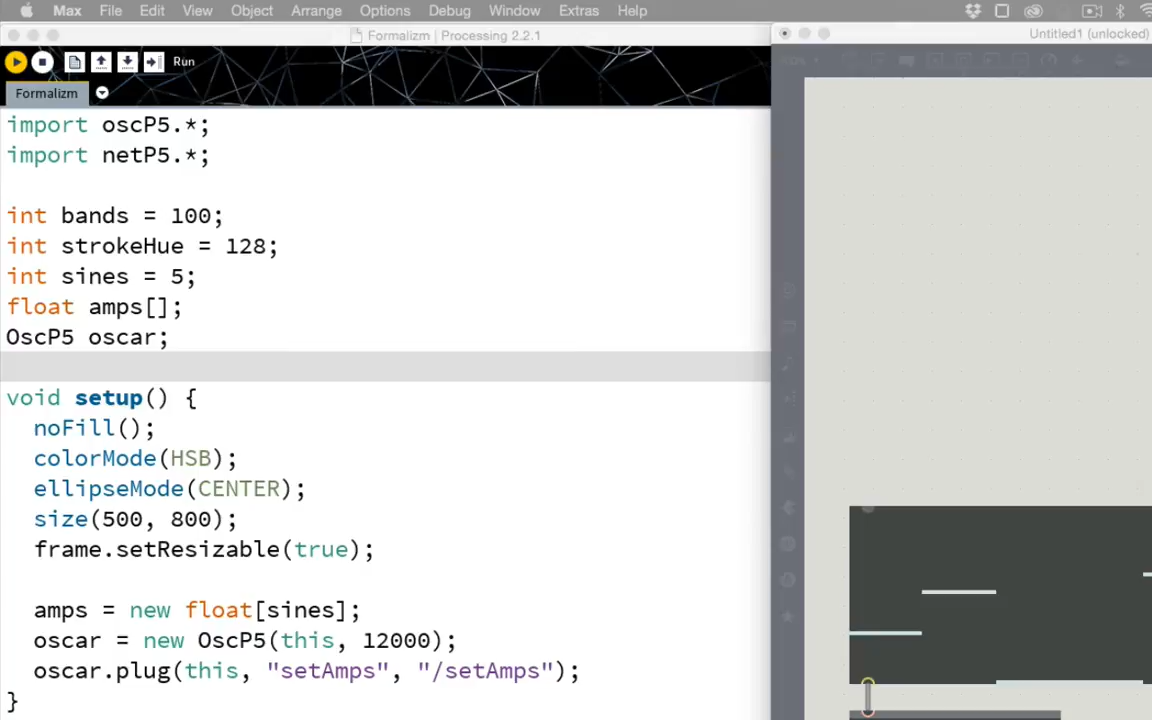 Max File Edit View Object Arrange Options Debug Window Extras Help
Formalizm | Processing 2.2.1
Untitled1 (unlocked)
Run
Formalizm
import oscP5.*;
import netP5.*;
int bands = 100;
int strokeHue = 128;
int sines = 5;
float amps[];
OscP5 oscar;
void setup() {
noFill();
colorMode(HSB);
ellipseMode(CENTER);
size(500, 800);
frame.setResizable(true);
amps = new float[sines];
oscar = new OscP5(this, 12000);
oscar.plug(this, "setAmps", "/setAmps");
}